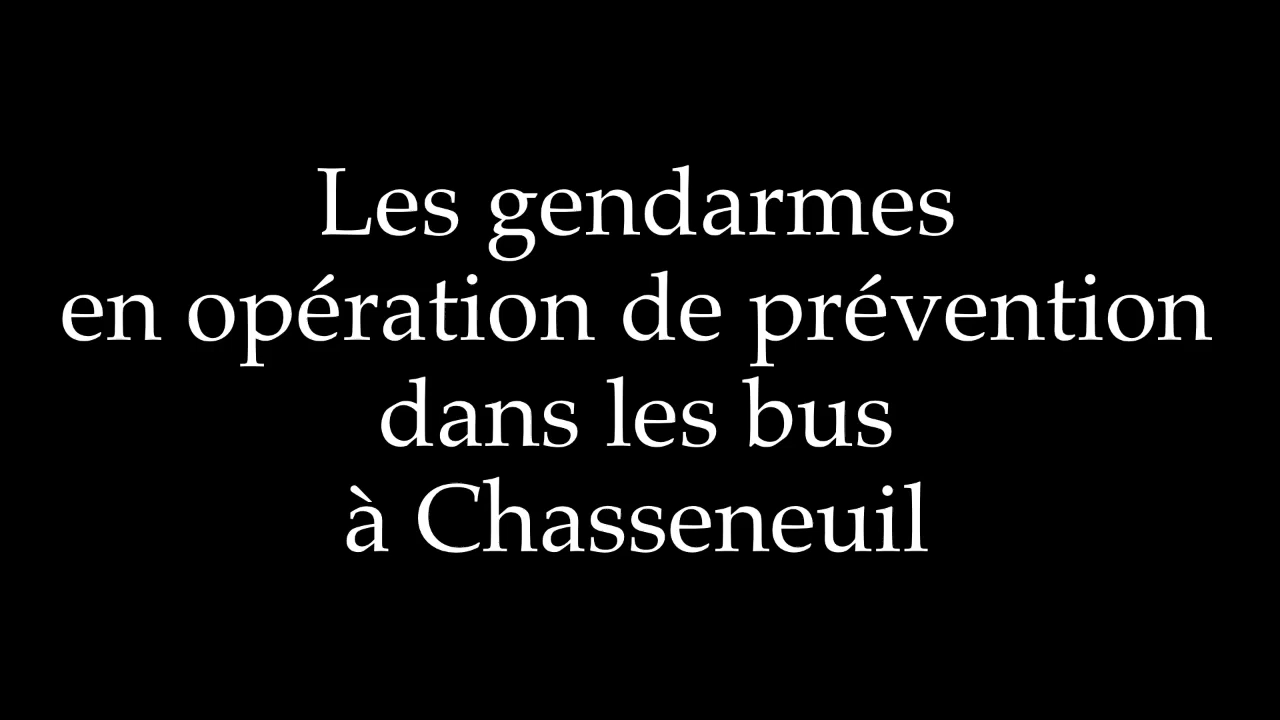 Les gendarmes
en opération de prévention
dans les bus
à Chasseneuil